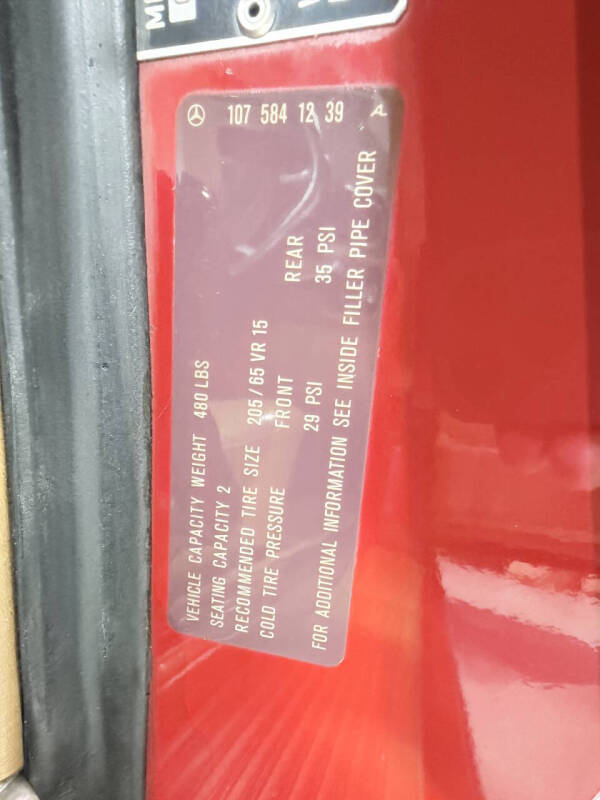 107 584 12 39 A
VEHICLE CAPACITY WEIGHT 480 LBS
SEATING CAPACITY 2
RECOMMENDED TIRE SIZE 205/65 VR 15
COLD TIRE PRESSURE FRONT REAR
29 PSI 35 PSI
FOR ADDITIONAL INFORMATION SEE INSIDE FILLER PIPE COVER